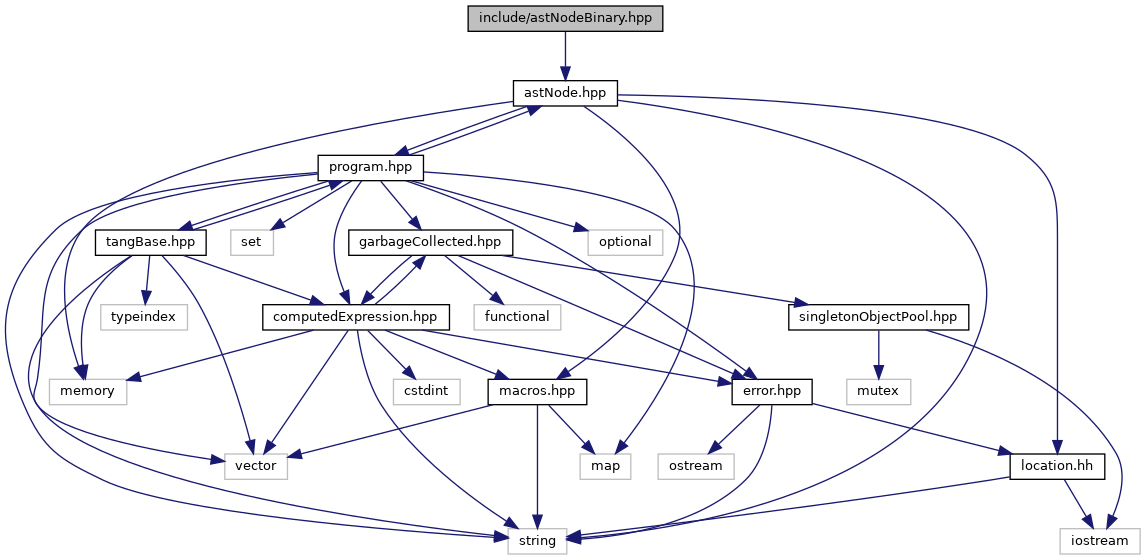 include/astNodeBinary.hpp
astNode.hpp
program.hpp
tangBase.hpp
set
garbageCollected.hpp
optional
typeindex
computedExpression.hpp
functional
singletonObjectPool.hpp
memory
cstdint
macros.hpp
error.hpp
mutex
vector
map
ostream
location.hh
string
iostream